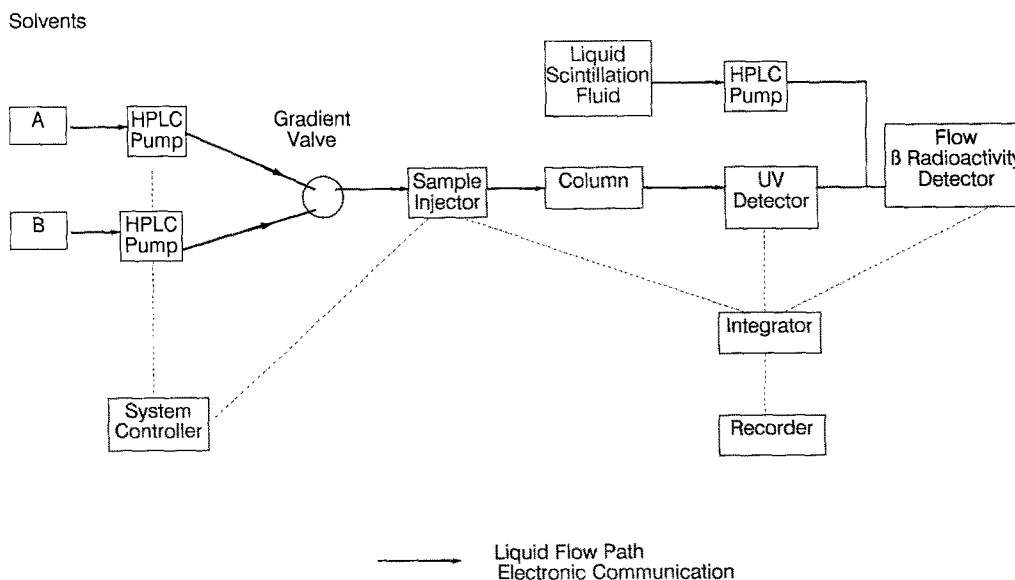 Solvents
A
HPLC
Pump
B
HPLC
Pump
Gradient
Valve
Sample
Injector
Column
Liquid
Scintillation
Fluid
HPLC
Pump
UV
Detector
Flow
ß Radioactivity
Detector
Integrator
Recorder
System
Controller
Liquid Flow Path
Electronic Communication